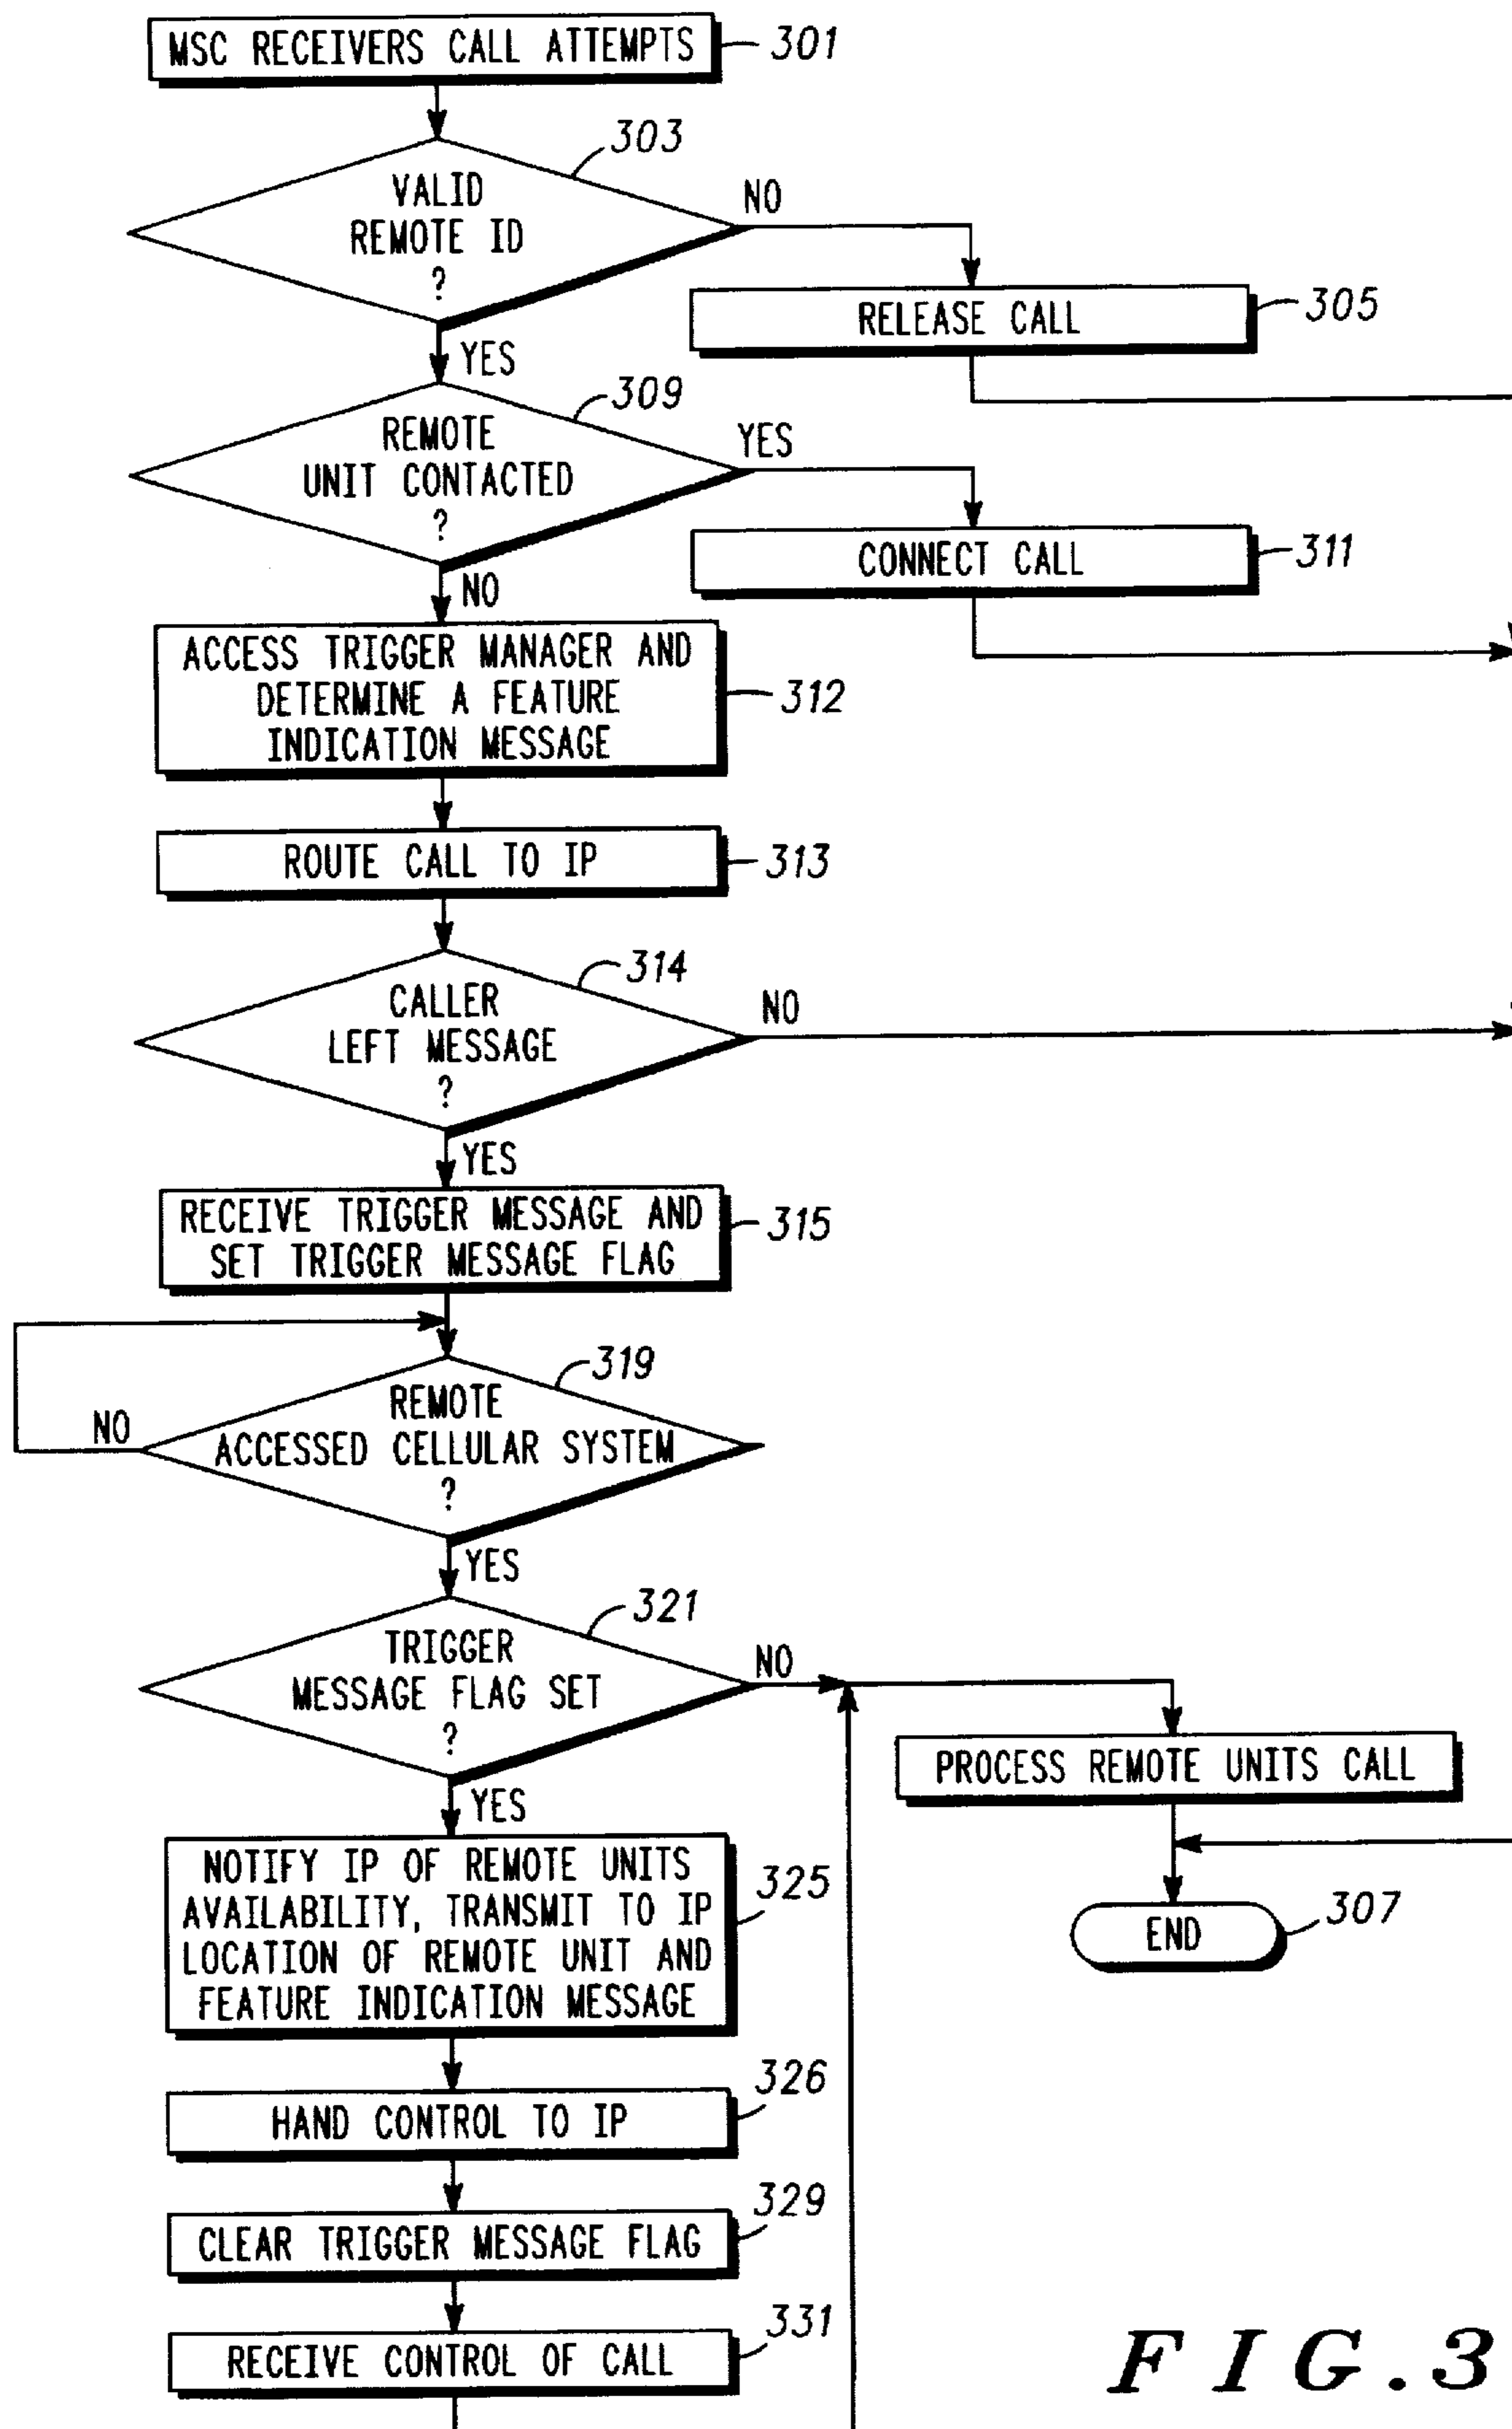 MSC RECEIVERS CALL ATTEMPTS
301
303
VALID
REMOTE ID
?
NO
RELEASE CALL
305
YES
309
REMOTE
UNIT CONTACTED
?
YES
CONNECT CALL
311
NO
ACCESS TRIGGER MANAGER AND
DETERMINE A FEATURE
INDICATION MESSAGE
312
ROUTE CALL TO IP
313
314
CALLER
LEFT MESSAGE
?
NO
YES
RECEIVE TRIGGER MESSAGE AND
SET TRIGGER MESSAGE FLAG
315
319
REMOTE
ACCESSED CELLULAR SYSTEM
?
NO
YES
321
TRIGGER
MESSAGE FLAG SET
?
NO
PROCESS REMOTE UNITS CALL
YES
NOTIFY IP OF REMOTE UNITS
AVAILABILITY, TRANSMIT TO IP
LOCATION OF REMOTE UNIT AND
FEATURE INDICATION MESSAGE
325
END
307
HAND CONTROL TO IP
326
CLEAR TRIGGER MESSAGE FLAG
329
RECEIVE CONTROL OF CALL
331
FIG.3